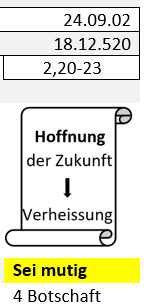 24.09.02
18.12.520
2,20-23
Hoffnung
der Zukunft
Verheissung
Sei mutig
4 Botschaft